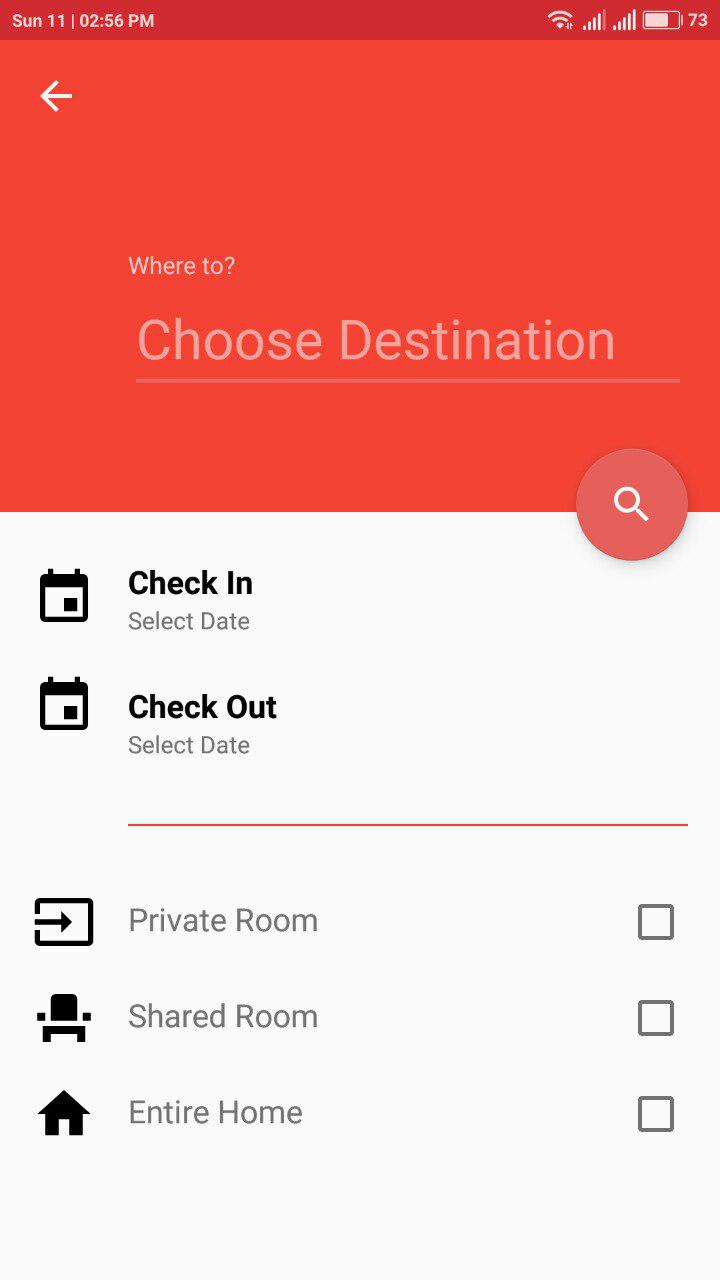 Sun 11 | 02:56 PM 73
Where to?
Choose Destination
Check In
Select Date
Check Out
Select Date
Private Room
Shared Room
Entire Home